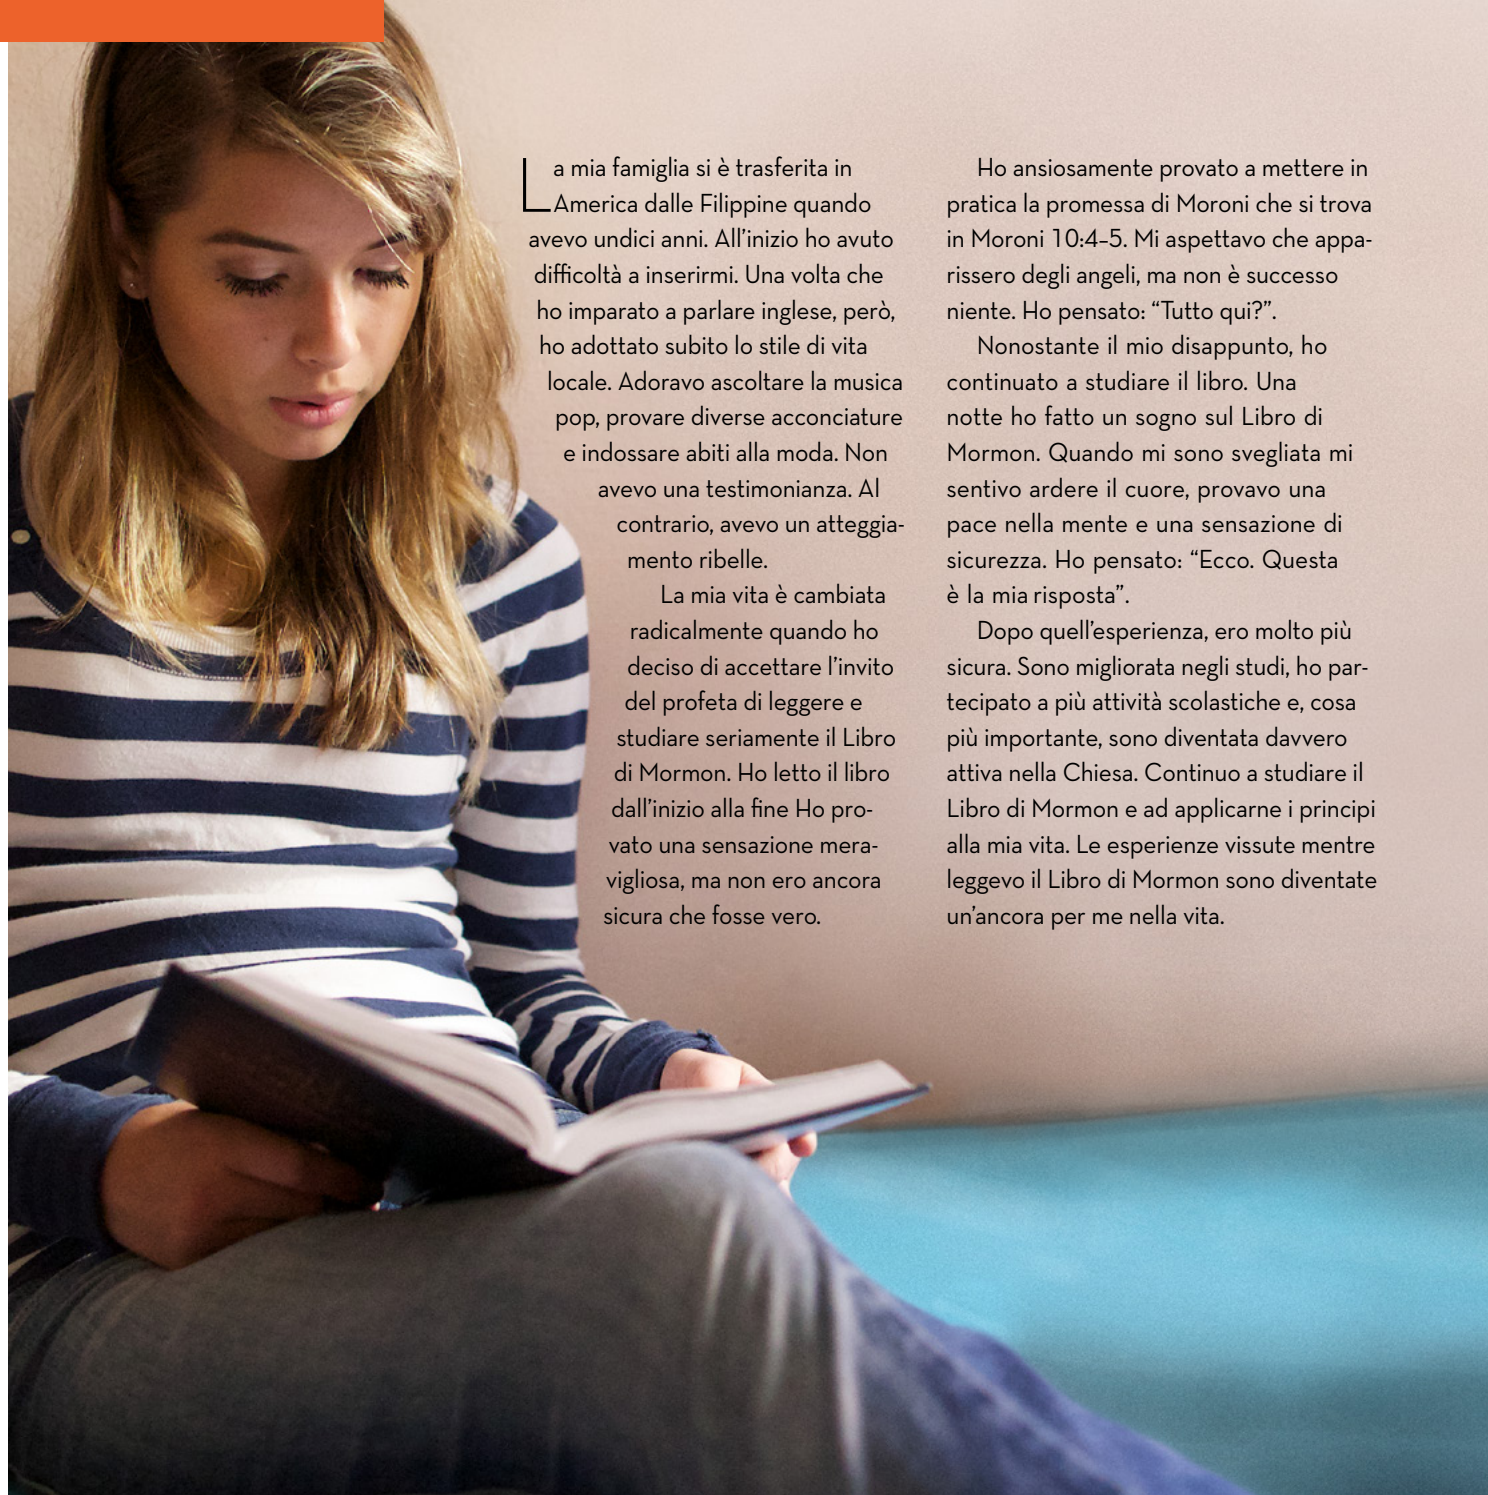 La mia famiglia si è trasferita in
America dalle Filippine quando
avevo undici anni. All'inizio ho avuto
difficoltà a inserirmi. Una volta che
ho imparato a parlare inglese, però,
ho adottato subito lo stile di vita
locale. Adoravo ascoltare la musica
pop, provare diverse acconciature
e indossare abiti alla moda. Non
avevo una testimonianza. Al
contrario, avevo un atteggia-
mento ribelle.
La mia vita è cambiata
radicalmente quando ho
deciso di accettare l'invito
del profeta di leggere e
studiare seriamente il Libro
di Mormon. Ho letto il libro
dall'inizio alla fine Ho pro-
vato una sensazione mera-
vigliosa, ma non ero ancora
sicura che fosse vero.
Ho ansiosamente provato a mettere in
pratica la promessa di Moroni che si trova
in Moroni 10:4–5. Mi aspettavo che appa-
rissero degli angeli, ma non è successo
niente. Ho pensato: “Tutto qui?”.
Nonostante il mio disappunto, ho
continuato a studiare il libro. Una
notte ho fatto un sogno sul Libro di
Mormon. Quando mi sono svegliata mi
sentivo ardere il cuore, provavo una
pace nella mente e una sensazione di
sicurezza. Ho pensato: “Ecco. Questa
è la mia risposta”.
Dopo quell'esperienza, ero molto più
sicura. Sono migliorata negli studi, ho par-
tecipato a più attività scolastiche e, cosa
più importante, sono diventata davvero
attiva nella Chiesa. Continuo a studiare il
Libro di Mormon e ad applicarne i principi
alla mia vita. Le esperienze vissute mentre
leggevo il Libro di Mormon sono diventate
un'ancora per me nella vita.